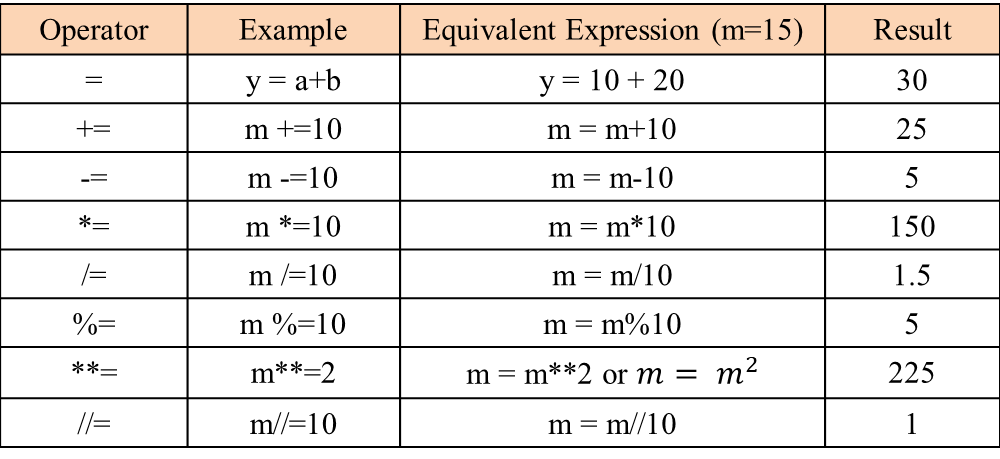 Operator Example Equivalent Expression (m=15) Result
= y = a+b y = 10 + 20 30
+= m +=10 m = m+10 25
-= m -=10 m = m-10 5
*= m *=10 m = m*10 150
/= m /=10 m = m/10 1.5
%= m %=10 m = m%10 5
**= m**=2 m = m**2 or m = m² 225
//= m//=10 m = m//10 1